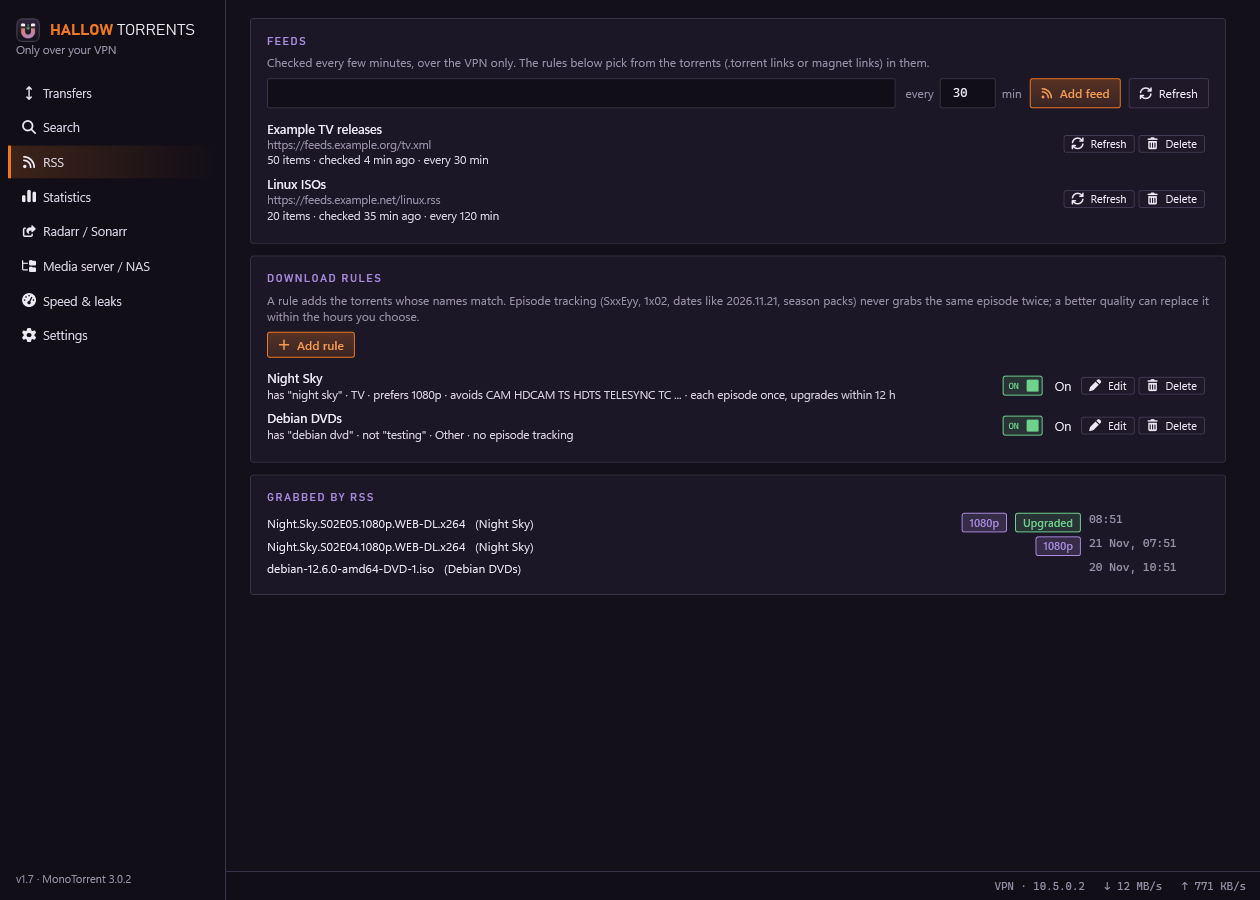 HALLOW TORRENTS
Only over your VPN
Transfers
Search
RSS
Statistics
Radarr / Sonarr
Media server / NAS
Speed & leaks
Settings
v1.7 · MonoTorrent 3.0.2
FEEDS
Checked every few minutes, over the VPN only. The rules below pick from the torrents (.torrent links or magnet links) in them.
every 30 min Add feed Refresh
Example TV releases
https://feeds.example.org/tv.xml
50 items · checked 4 min ago · every 30 min
Refresh Delete
Linux ISOs
https://feeds.example.net/linux.rss
20 items · checked 35 min ago · every 120 min
Refresh Delete
DOWNLOAD RULES
A rule adds the torrents whose names match. Episode tracking (SxxEyy, 1x02, dates like 2026.11.21, season packs) never grabs the same episode twice; a better quality can replace it
within the hours you choose.
Add rule
Night Sky
has "night sky" · TV · prefers 1080p · avoids CAM HDCAM TS HDTS TELESYNC TC ... · each episode once, upgrades within 12 h
ON On Edit Delete
Debian DVDs
has "debian dvd" · not "testing" · Other · no episode tracking
ON On Edit Delete
GRABBED BY RSS
Night.Sky.S02E05.1080p.WEB-DL.x264 (Night Sky) 1080p Upgraded 08:51
Night.Sky.S02E04.1080p.WEB-DL.x264 (Night Sky) 1080p 21 Nov, 07:51
debian-12.6.0-amd64-DVD-1.iso (Debian DVDs) 20 Nov, 10:51
VPN · 10.5.0.2 ↓ 12 MB/s ↑ 771 KB/s